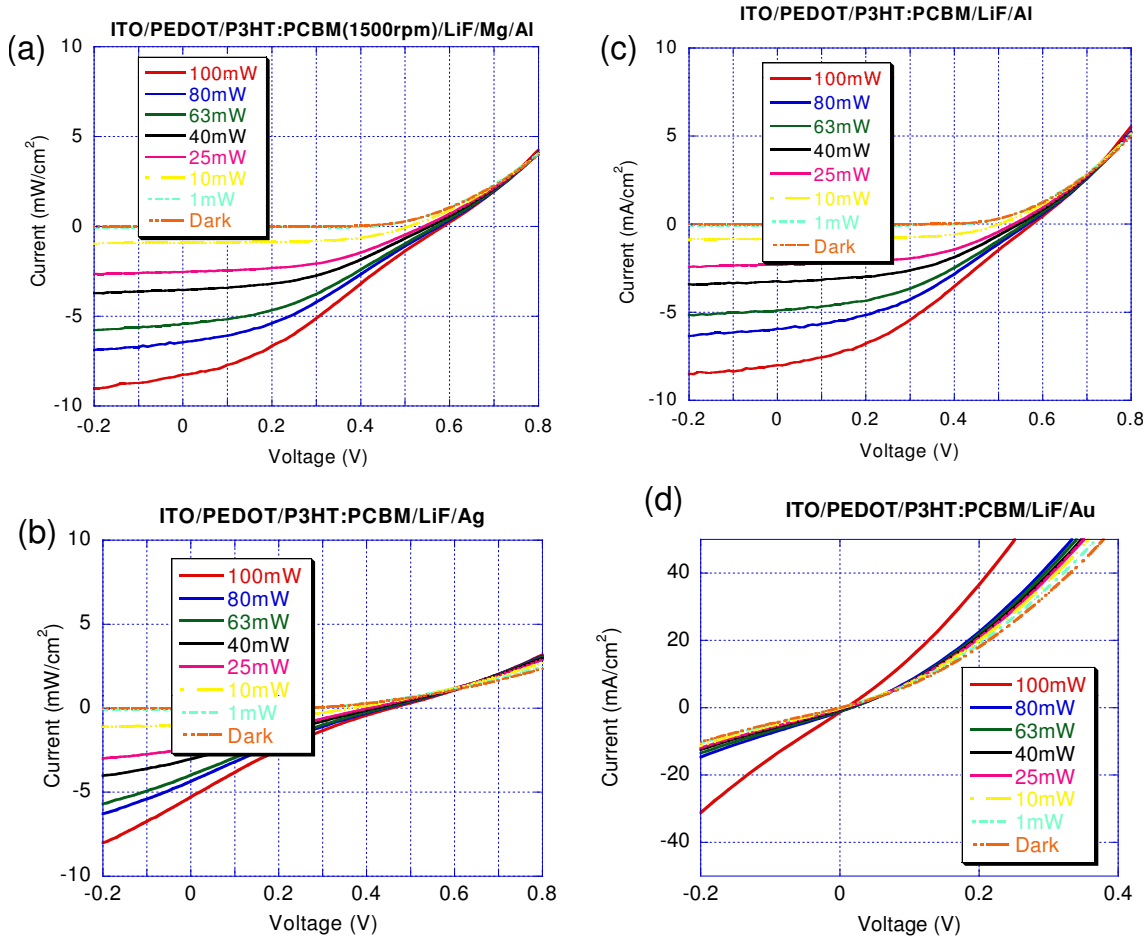 (a)
ITO/PEDOT/P3HT:PCBM(1500rpm)/LiF/Mg/Al
10
5
0
-5
-10
Current (mW/cm²)
100mW
80mW
63mW
40mW
25mW
10mW
1mW
Dark
-0.2 0 0.2 0.4 0.6 0.8
Voltage (V)
(c)
ITO/PEDOT/P3HT:PCBM/LiF/Al
10
5
0
-5
-10
Current (mA/cm²)
100mW
80mW
63mW
40mW
25mW
10mW
1mW
Dark
-0.2 0 0.2 0.4 0.6 0.8
Voltage (V)
(b)
ITO/PEDOT/P3HT:PCBM/LiF/Ag
10
5
0
-5
-10
Current (mW/cm²)
100mW
80mW
63mW
40mW
25mW
10mW
1mW
Dark
-0.2 0 0.2 0.4 0.6 0.8
Voltage (V)
(d)
ITO/PEDOT/P3HT:PCBM/LiF/Au
40
20
0
-20
-40
Current (mA/cm²)
100mW
80mW
63mW
40mW
25mW
10mW
1mW
Dark
-0.2 0 0.2 0.4
Voltage (V)